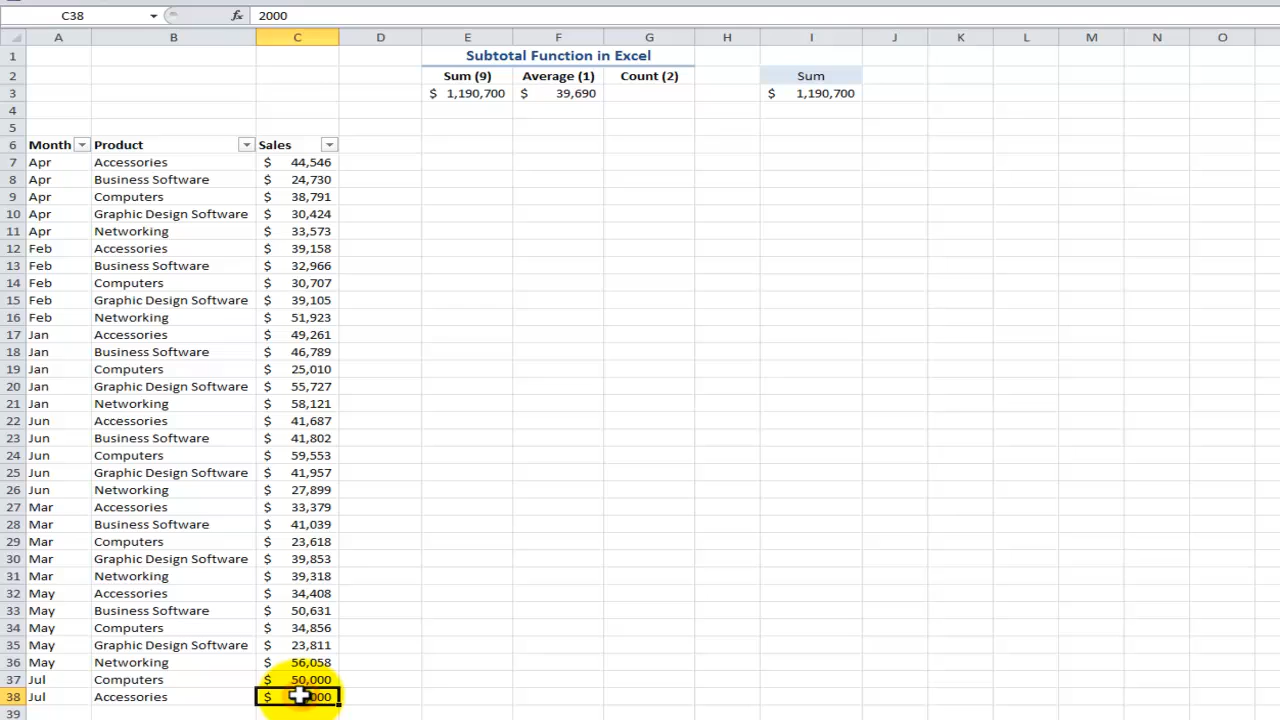 C38 fx 2000
A B C D E F G H I J K L M N O
1 Subtotal Function in Excel
2 Sum (9) Average (1) Count (2) Sum
3 $ 1,190,700 $ 39,690 $ 1,190,700
4
5
6 Month Product Sales
7 Apr Accessories $ 44,546
8 Apr Business Software $ 24,730
9 Apr Computers $ 38,791
10 Apr Graphic Design Software $ 30,424
11 Apr Networking $ 33,573
12 Feb Accessories $ 39,158
13 Feb Business Software $ 32,966
14 Feb Computers $ 30,707
15 Feb Graphic Design Software $ 39,105
16 Feb Networking $ 51,923
17 Jan Accessories $ 49,261
18 Jan Business Software $ 46,789
19 Jan Computers $ 25,010
20 Jan Graphic Design Software $ 55,727
21 Jan Networking $ 58,121
22 Jun Accessories $ 41,687
23 Jun Business Software $ 41,802
24 Jun Computers $ 59,553
25 Jun Graphic Design Software $ 41,957
26 Jun Networking $ 27,899
27 Mar Accessories $ 33,379
28 Mar Business Software $ 41,039
29 Mar Computers $ 23,618
30 Mar Graphic Design Software $ 39,853
31 Mar Networking $ 39,318
32 May Accessories $ 34,408
33 May Business Software $ 50,631
34 May Computers $ 34,856
35 May Graphic Design Software $ 23,811
36 May Networking $ 56,058
37 Jul Computers $ 50,000
38 Jul Accessories $
39